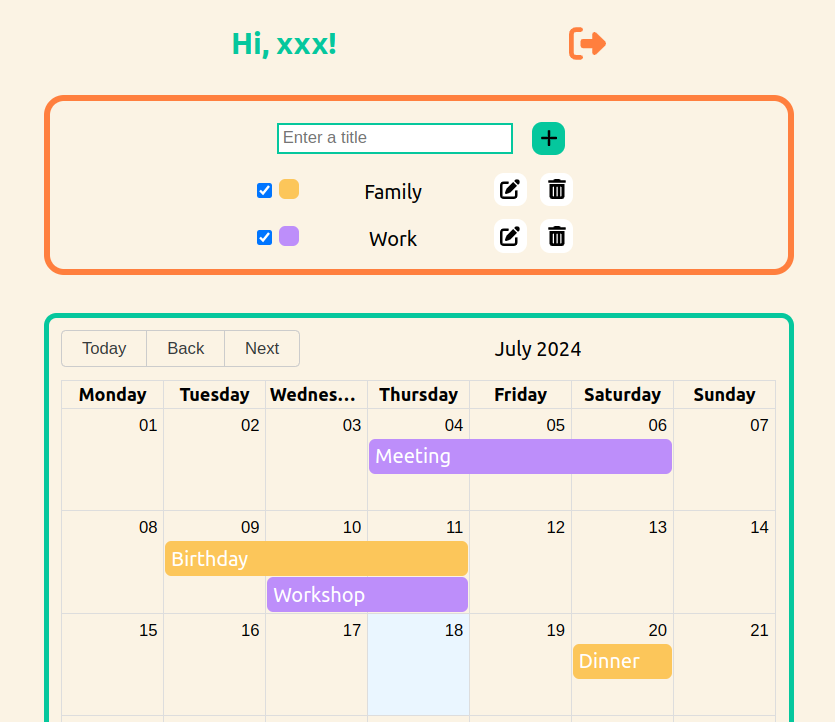 Hi, xxx!
Enter a title
Family
Work
Today Back Next July 2024
Monday Tuesday Wednes... Thursday Friday Saturday Sunday
01 02 03 04 05 06 07
Meeting
08 09 10 11 12 13 14
Birthday
Workshop
15 16 17 18 19 20 21
Dinner